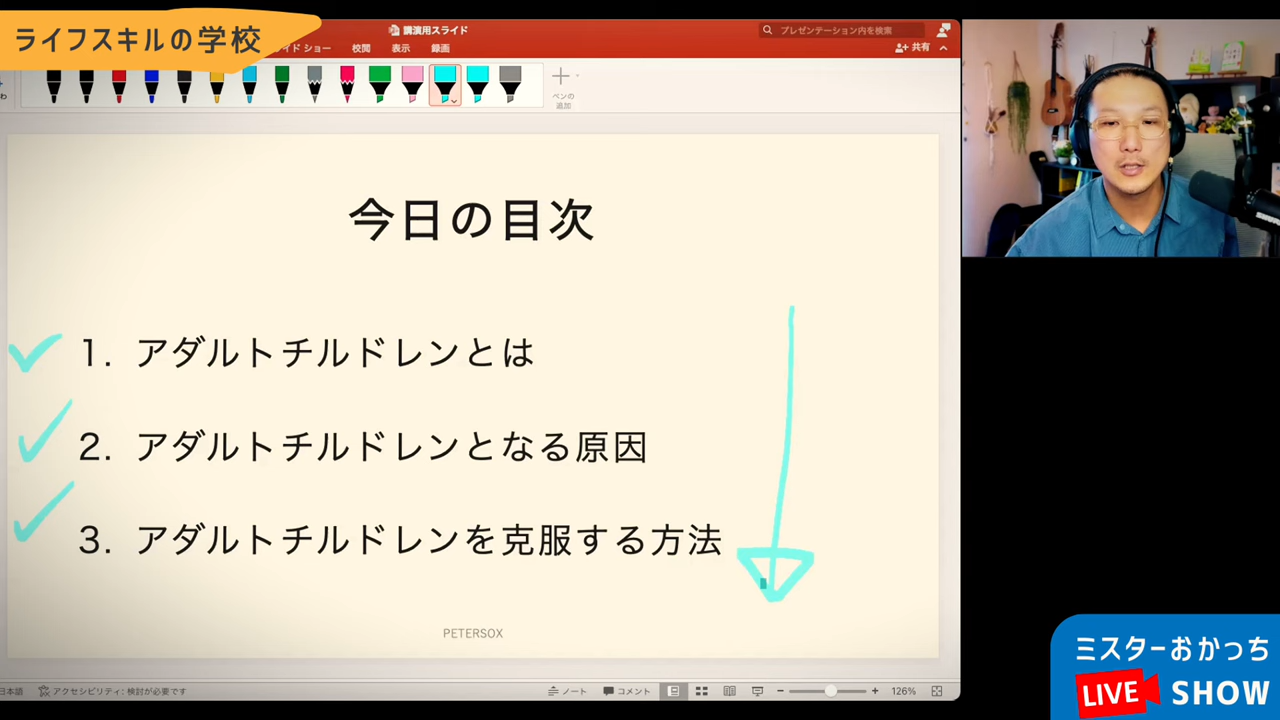 ライフスキルの学校
講演用スライド
プレゼンテーション内を検索
イド ショー 校閲 表示 録画
共有
ペンの
追加
今日の目次
1. アダルトチルドレンとは
2. アダルトチルドレンとなる原因
3. アダルトチルドレンを克服する方法
PETERSOX
日本語 アクセシビリティ: 検討が必要です ノート コメント 126%
ミスターおかっち
LIVE SHOW